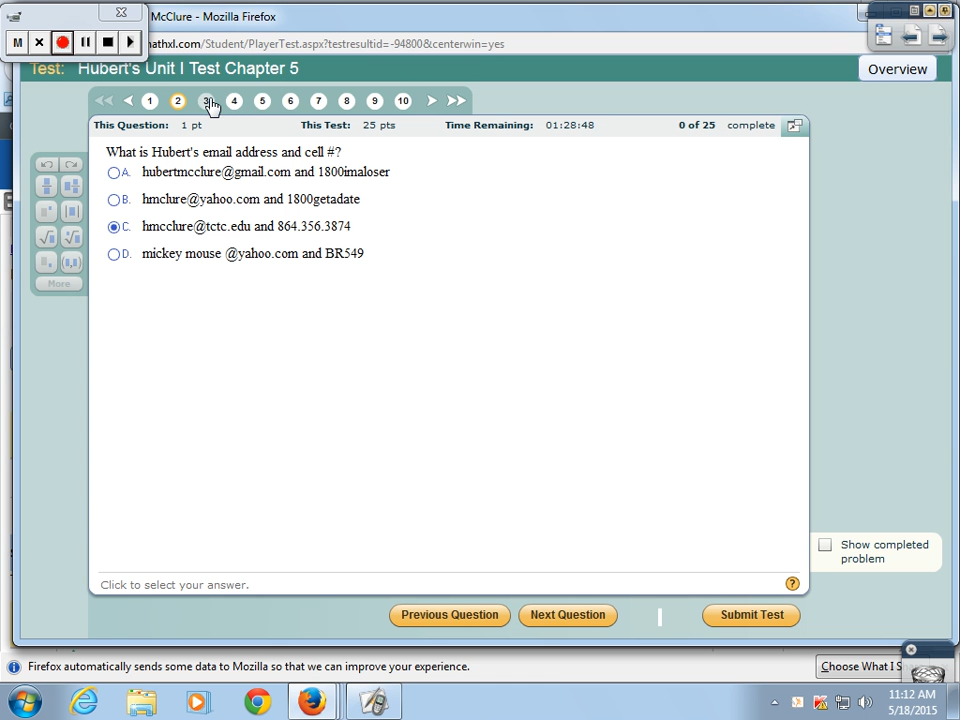 McClure - Mozilla Firefox
M
mathxl.com/Student/PlayerTest.aspx?testresultid=-94800&centerwin=yes
Test: Hubert's Unit I Test Chapter 5
Overview
1 2 3 4 5 6 7 8 9 10
This Question: 1 pt This Test: 25 pts Time Remaining: 01:28:48 0 of 25 complete
What is Hubert's email address and cell #?
A. hubertmcclure@gmail.com and 1800imaloser
B. hmclure@yahoo.com and 1800getadate
C. hmcclure@tctc.edu and 864.356.3874
D. mickey mouse @yahoo.com and BR549
More
Show completed
problem
Click to select your answer. ?
Previous Question Next Question Submit Test
Firefox automatically sends some data to Mozilla so that we can improve your experience. Choose What I
11:12 AM
5/18/2015